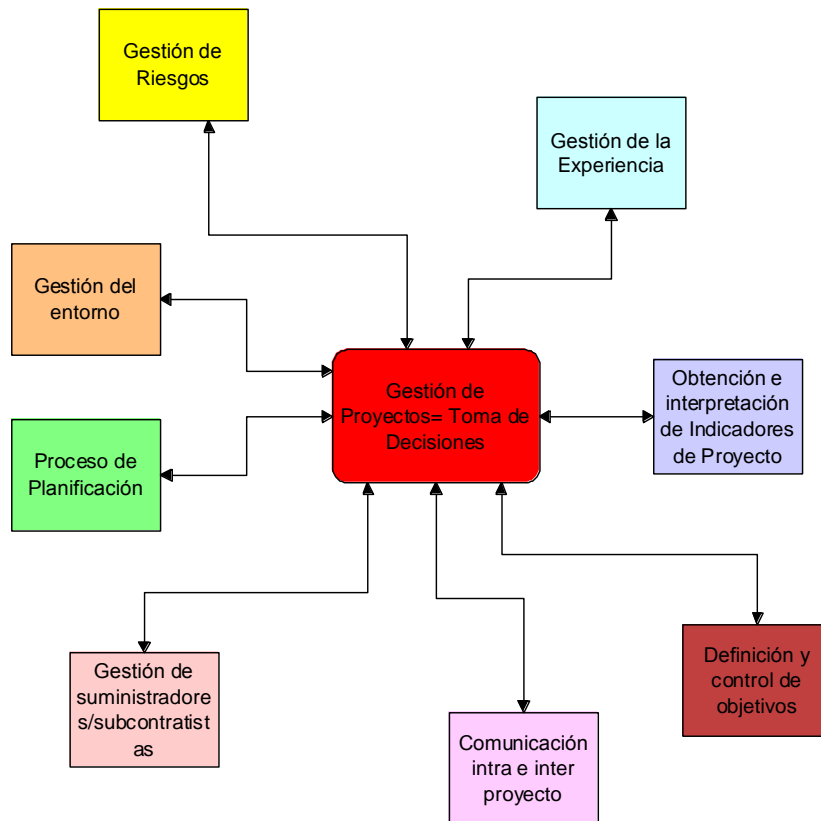 Gestión de
Riesgos
Gestión de la
Experiencia
Gestión del
entorno
Gestión de
Proyectos= Toma de
Decisiones
Obtención e
interpretación
de Indicadores
de Proyecto
Proceso de
Planificación
Gestión de
suministradore
s/subcontratist
as
Comunicación
intra e inter
proyecto
Definición y
control de
objetivos